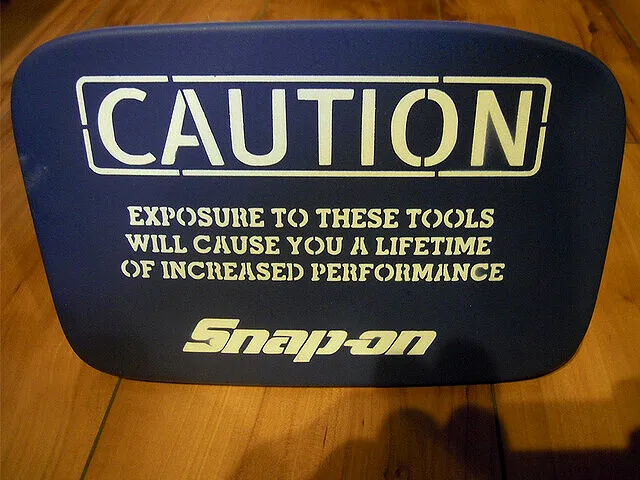 CAUTION
EXPOSURE TO THESE TOOLS
WILL CAUSE YOU A LIFETIME
OF INCREASED PERFORMANCE
Snap-on